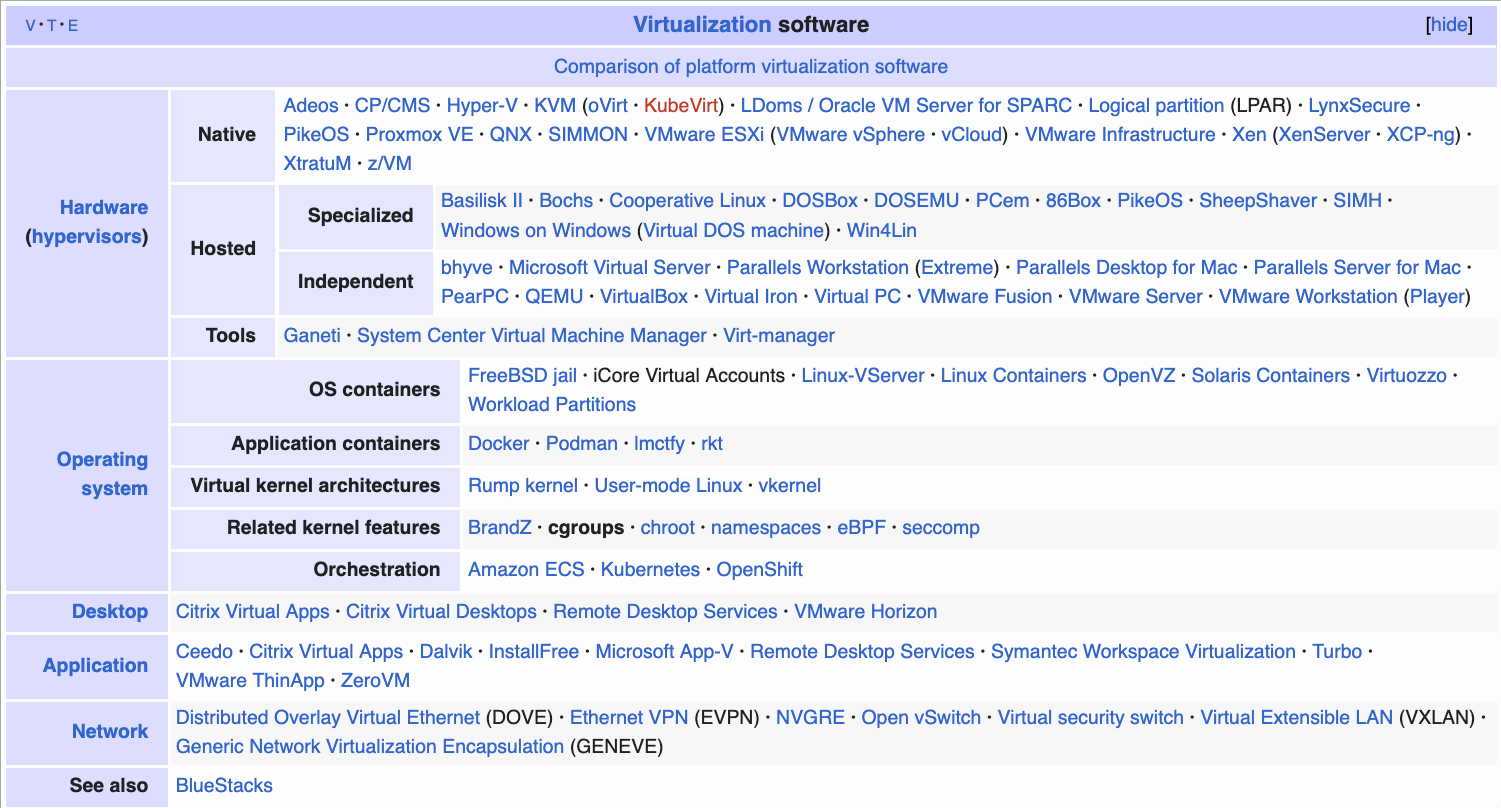 V · T · E
Virtualization software
[hide]
Comparison of platform virtualization software
Hardware
(hypervisors)
Native
Adeos · CP/CMS · Hyper-V · KVM (oVirt · KubeVirt) · LDoms / Oracle VM Server for SPARC · Logical partition (LPAR) · LynxSecure ·
PikeOS · Proxmox VE · QNX · SIMMON · VMware ESXi (VMware vSphere · vCloud) · VMware Infrastructure · Xen (XenServer · XCP-ng) ·
XtratuM · z/VM
Hosted
Specialized
Basilisk II · Bochs · Cooperative Linux · DOSBox · DOSEMU · PCem · 86Box · PikeOS · SheepShaver · SIMH ·
Windows on Windows (Virtual DOS machine) · Win4Lin
Independent
bhyve · Microsoft Virtual Server · Parallels Workstation (Extreme) · Parallels Desktop for Mac · Parallels Server for Mac ·
PearPC · QEMU · VirtualBox · Virtual Iron · Virtual PC · VMware Fusion · VMware Server · VMware Workstation (Player)
Tools
Ganeti · System Center Virtual Machine Manager · Virt-manager
Operating
system
OS containers
FreeBSD jail · iCore Virtual Accounts · Linux-VServer · Linux Containers · OpenVZ · Solaris Containers · Virtuozzo ·
Workload Partitions
Application containers
Docker · Podman · lmctfy · rkt
Virtual kernel architectures
Rump kernel · User-mode Linux · vkernel
Related kernel features
BrandZ · cgroups · chroot · namespaces · eBPF · seccomp
Orchestration
Amazon ECS · Kubernetes · OpenShift
Desktop
Citrix Virtual Apps · Citrix Virtual Desktops · Remote Desktop Services · VMware Horizon
Application
Ceedo · Citrix Virtual Apps · Dalvik · InstallFree · Microsoft App-V · Remote Desktop Services · Symantec Workspace Virtualization · Turbo ·
VMware ThinApp · ZeroVM
Network
Distributed Overlay Virtual Ethernet (DOVE) · Ethernet VPN (EVPN) · NVGRE · Open vSwitch · Virtual security switch · Virtual Extensible LAN (VXLAN) ·
Generic Network Virtualization Encapsulation (GENEVE)
See also
BlueStacks